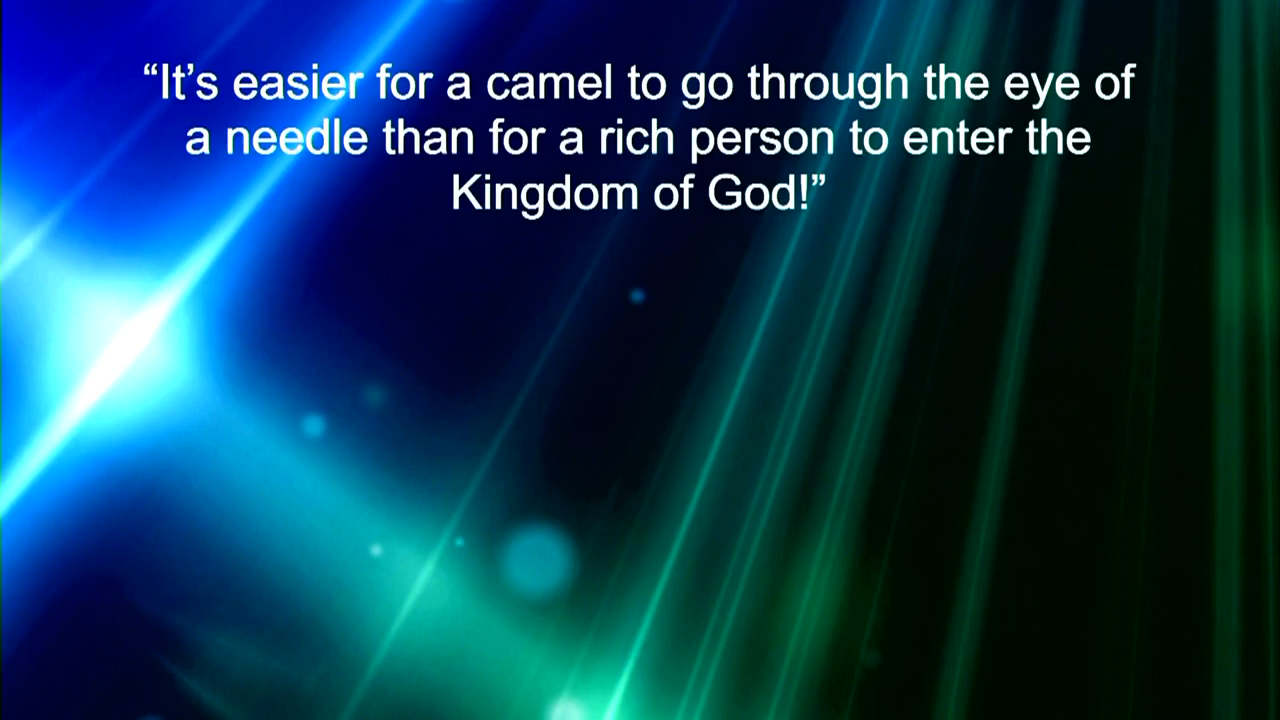 “It’s easier for a camel to go through the eye of
a needle than for a rich person to enter the
Kingdom of God!”